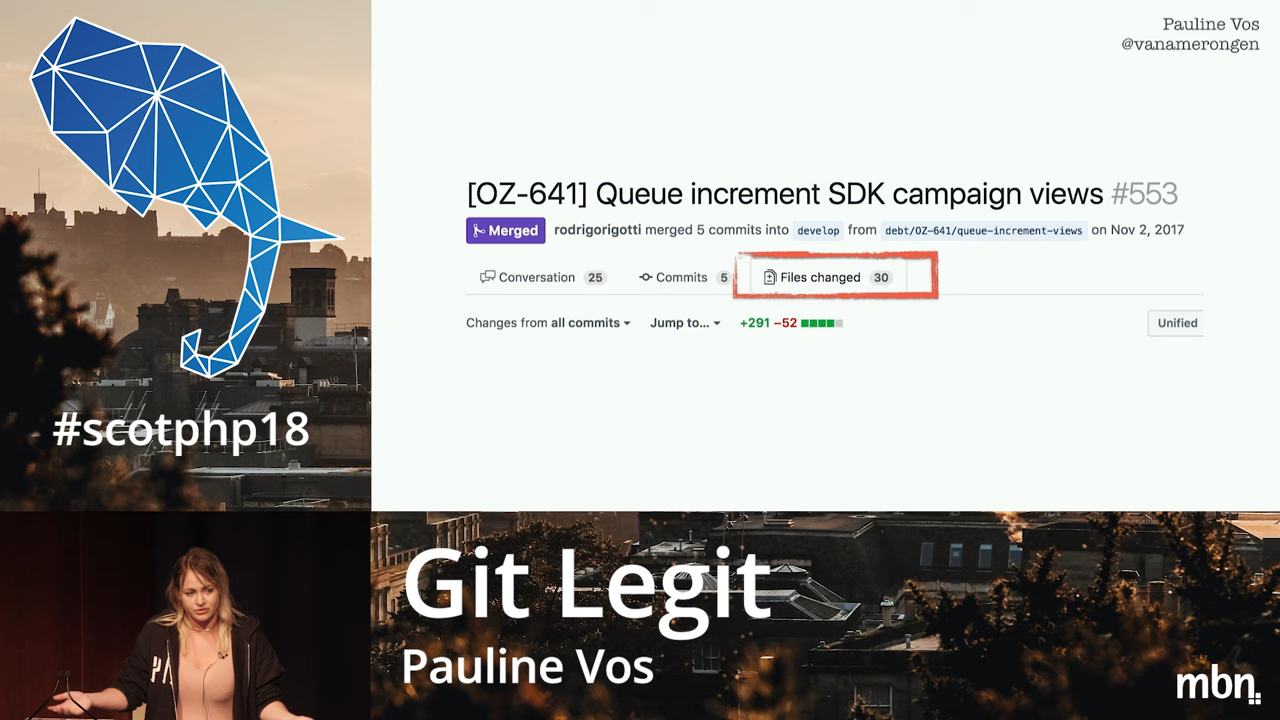 Pauline Vos
@vanamerongen
[OZ-641] Queue increment SDK campaign views #553
Merged rodrigorigotti merged 5 commits into develop from debt/OZ-641/queue-increment-views on Nov 2, 2017
Conversation 25 Commits 5 Files changed 30
Changes from all commits Jump to... +291 −52 Unified
#scotphp18
Git Legit
Pauline Vos
mbn